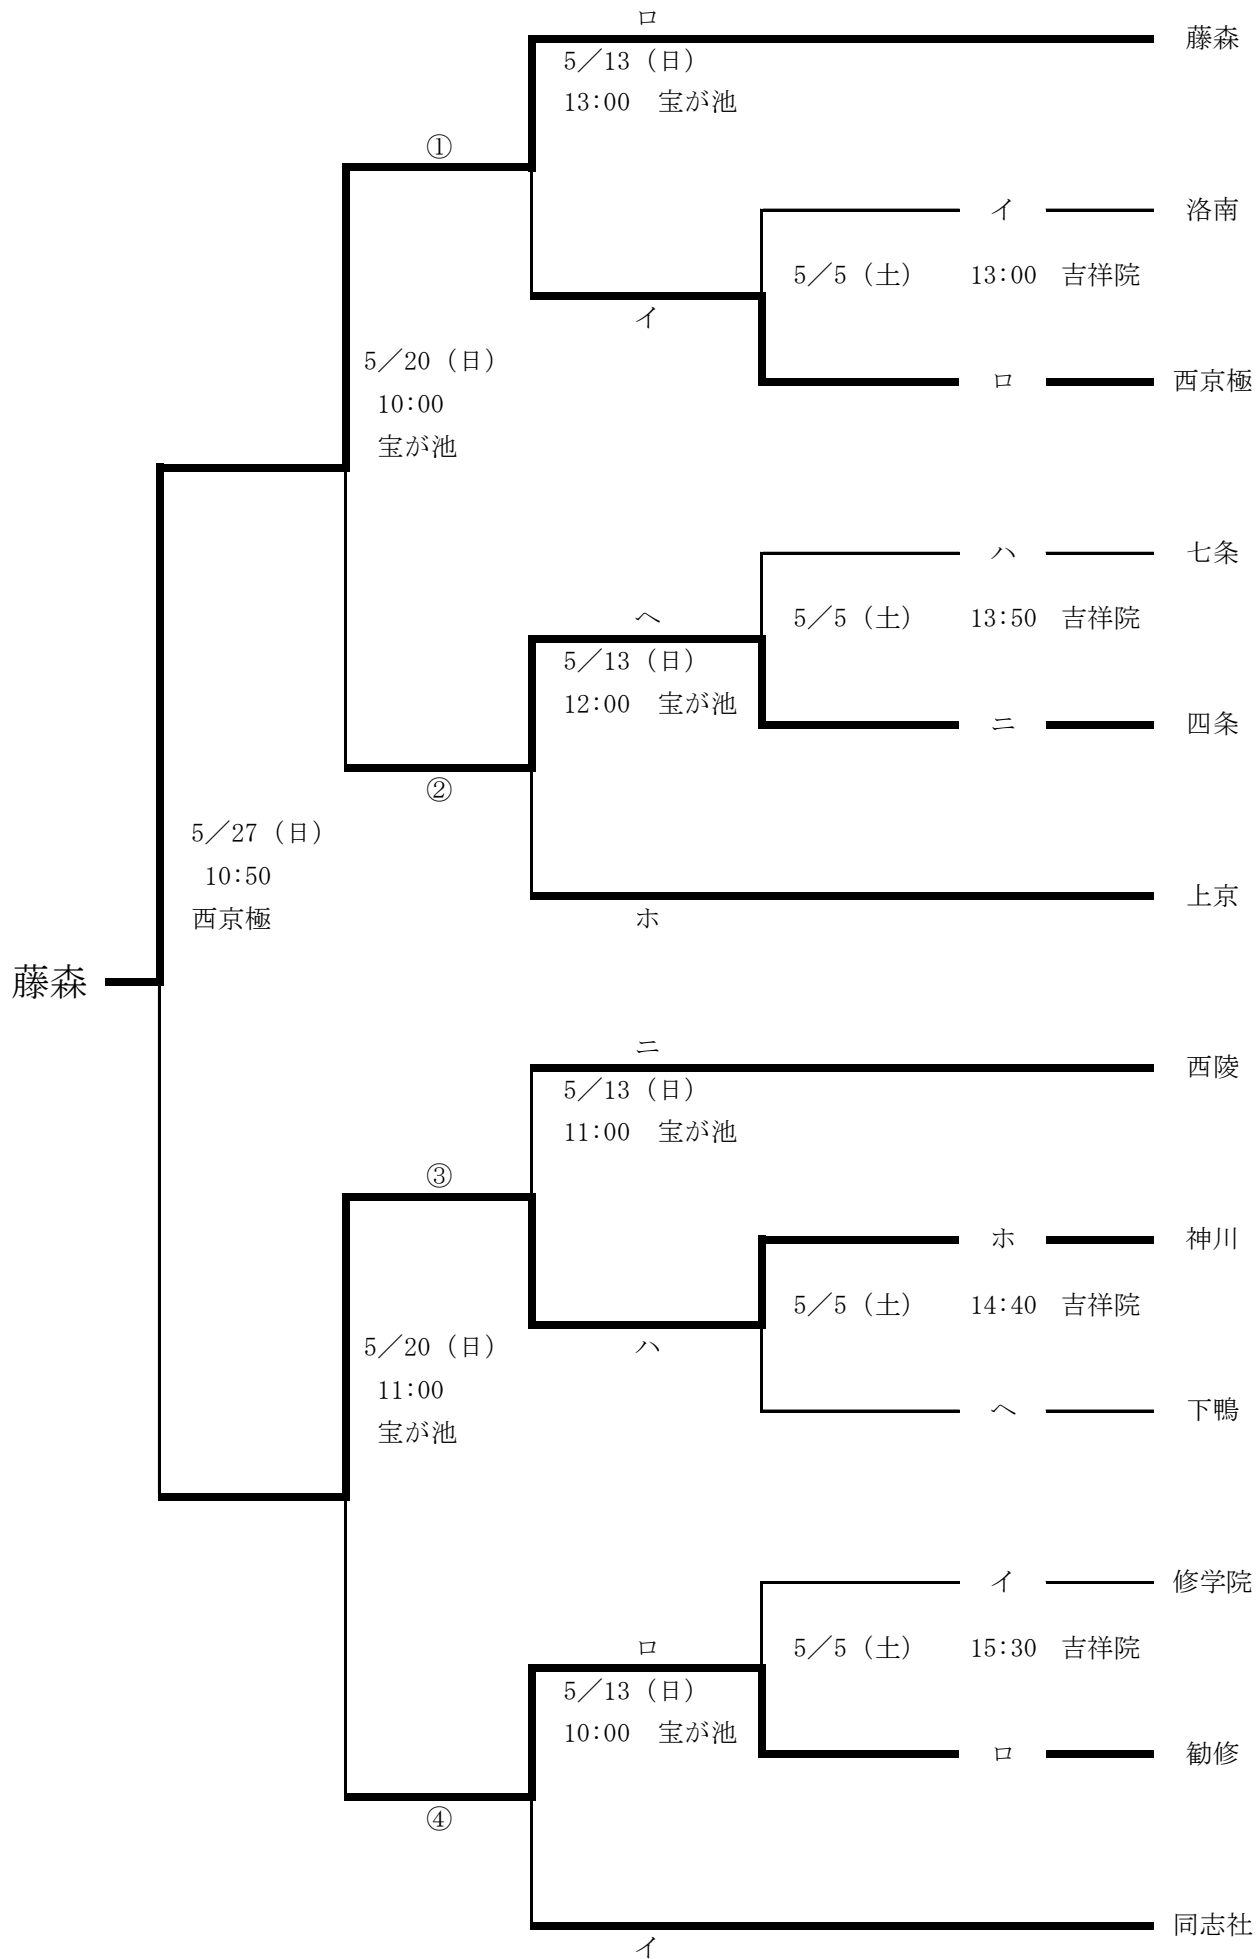 ロ
藤森
5/13（日）
13:00　宝が池
①
イ
洛南
5/5（土）　13:00　吉祥院
イ
5/20（日）
10:00
宝が池
ロ
西京極
ハ
七条
5/5（土）　13:50　吉祥院
ヘ
5/13（日）
12:00　宝が池
ニ
四条
②
5/27（日）
10:50
西京極
上京
ホ
藤森
ニ
西陵
5/13（日）
11:00　宝が池
③
ホ
神川
5/5（土）　14:40　吉祥院
ハ
5/20（日）
11:00
宝が池
ヘ
下鴨
イ
修学院
5/5（土）　15:30　吉祥院
ロ
5/13（日）
10:00　宝が池
ロ
勧修
④
同志社
イ